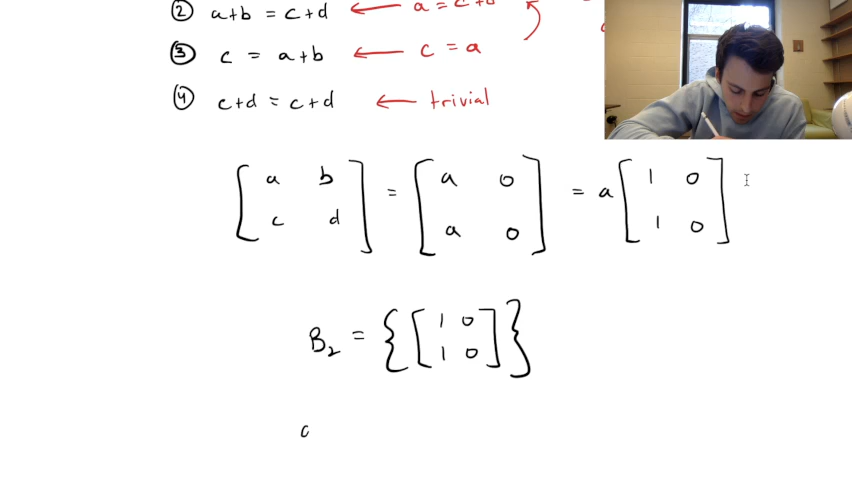 ② a+b = c+d ← a = c+d
③ c = a+b ← c = a
④ c+d = c+d ← trivial
[a b; c d] = [a 0; a 0] = a [1 0; 1 0]
B₂ = {[1 0; 1 0]}